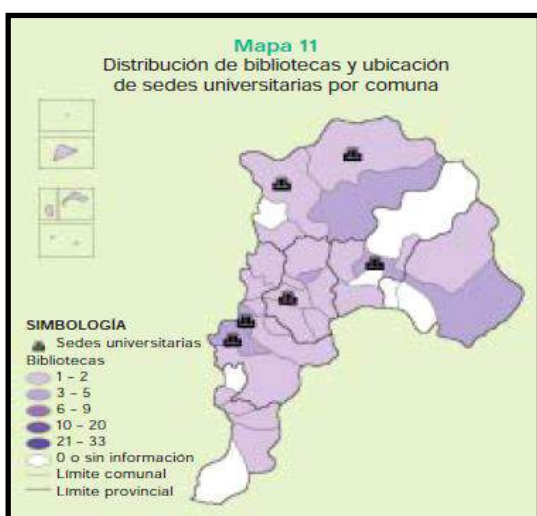 Mapa 11
Distribución de bibliotecas y ubicación
de sedes universitarias por comuna
SIMBOLOGÍA
Sedes universitarias
Bibliotecas
1 – 2
3 – 5
6 – 9
10 – 20
21 – 33
0 o sin información
Límite comunal
Límite provincial